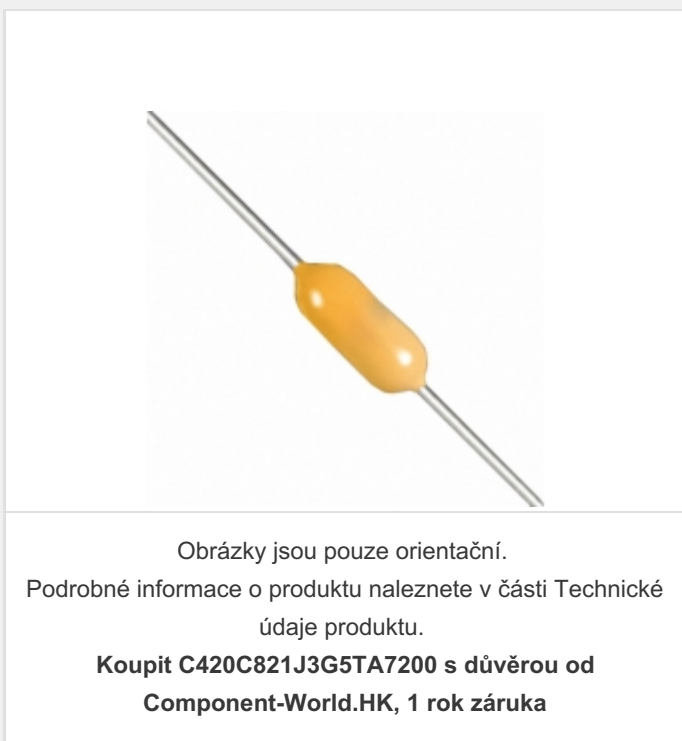 Obrázky jsou pouze orientační.
Podrobné informace o produktu naleznete v části Technické
údaje produktu.
Koupit C420C821J3G5TA7200 s důvěrou od
Component-World.HK, 1 rok záruka